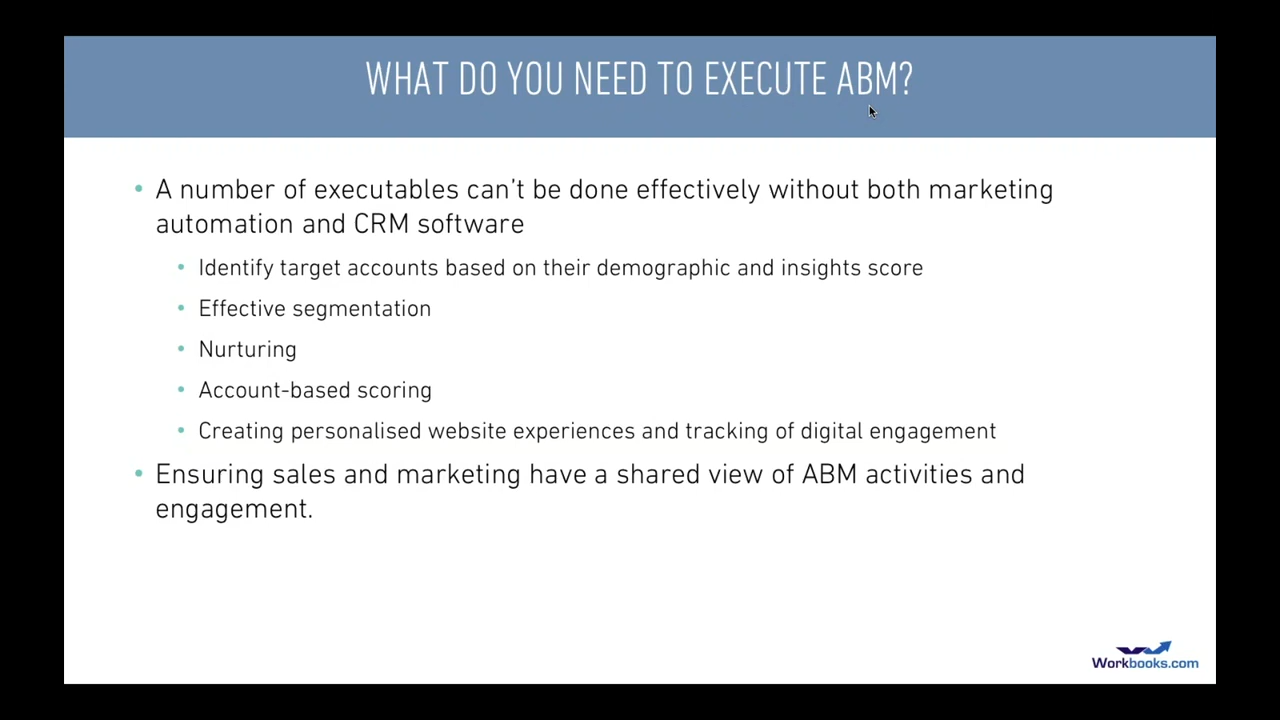 WHAT DO YOU NEED TO EXECUTE ABM?
• A number of executables can't be done effectively without both marketing
automation and CRM software
• Identify target accounts based on their demographic and insights score
• Effective segmentation
• Nurturing
• Account-based scoring
• Creating personalised website experiences and tracking of digital engagement
• Ensuring sales and marketing have a shared view of ABM activities and
engagement.
Workbooks.com